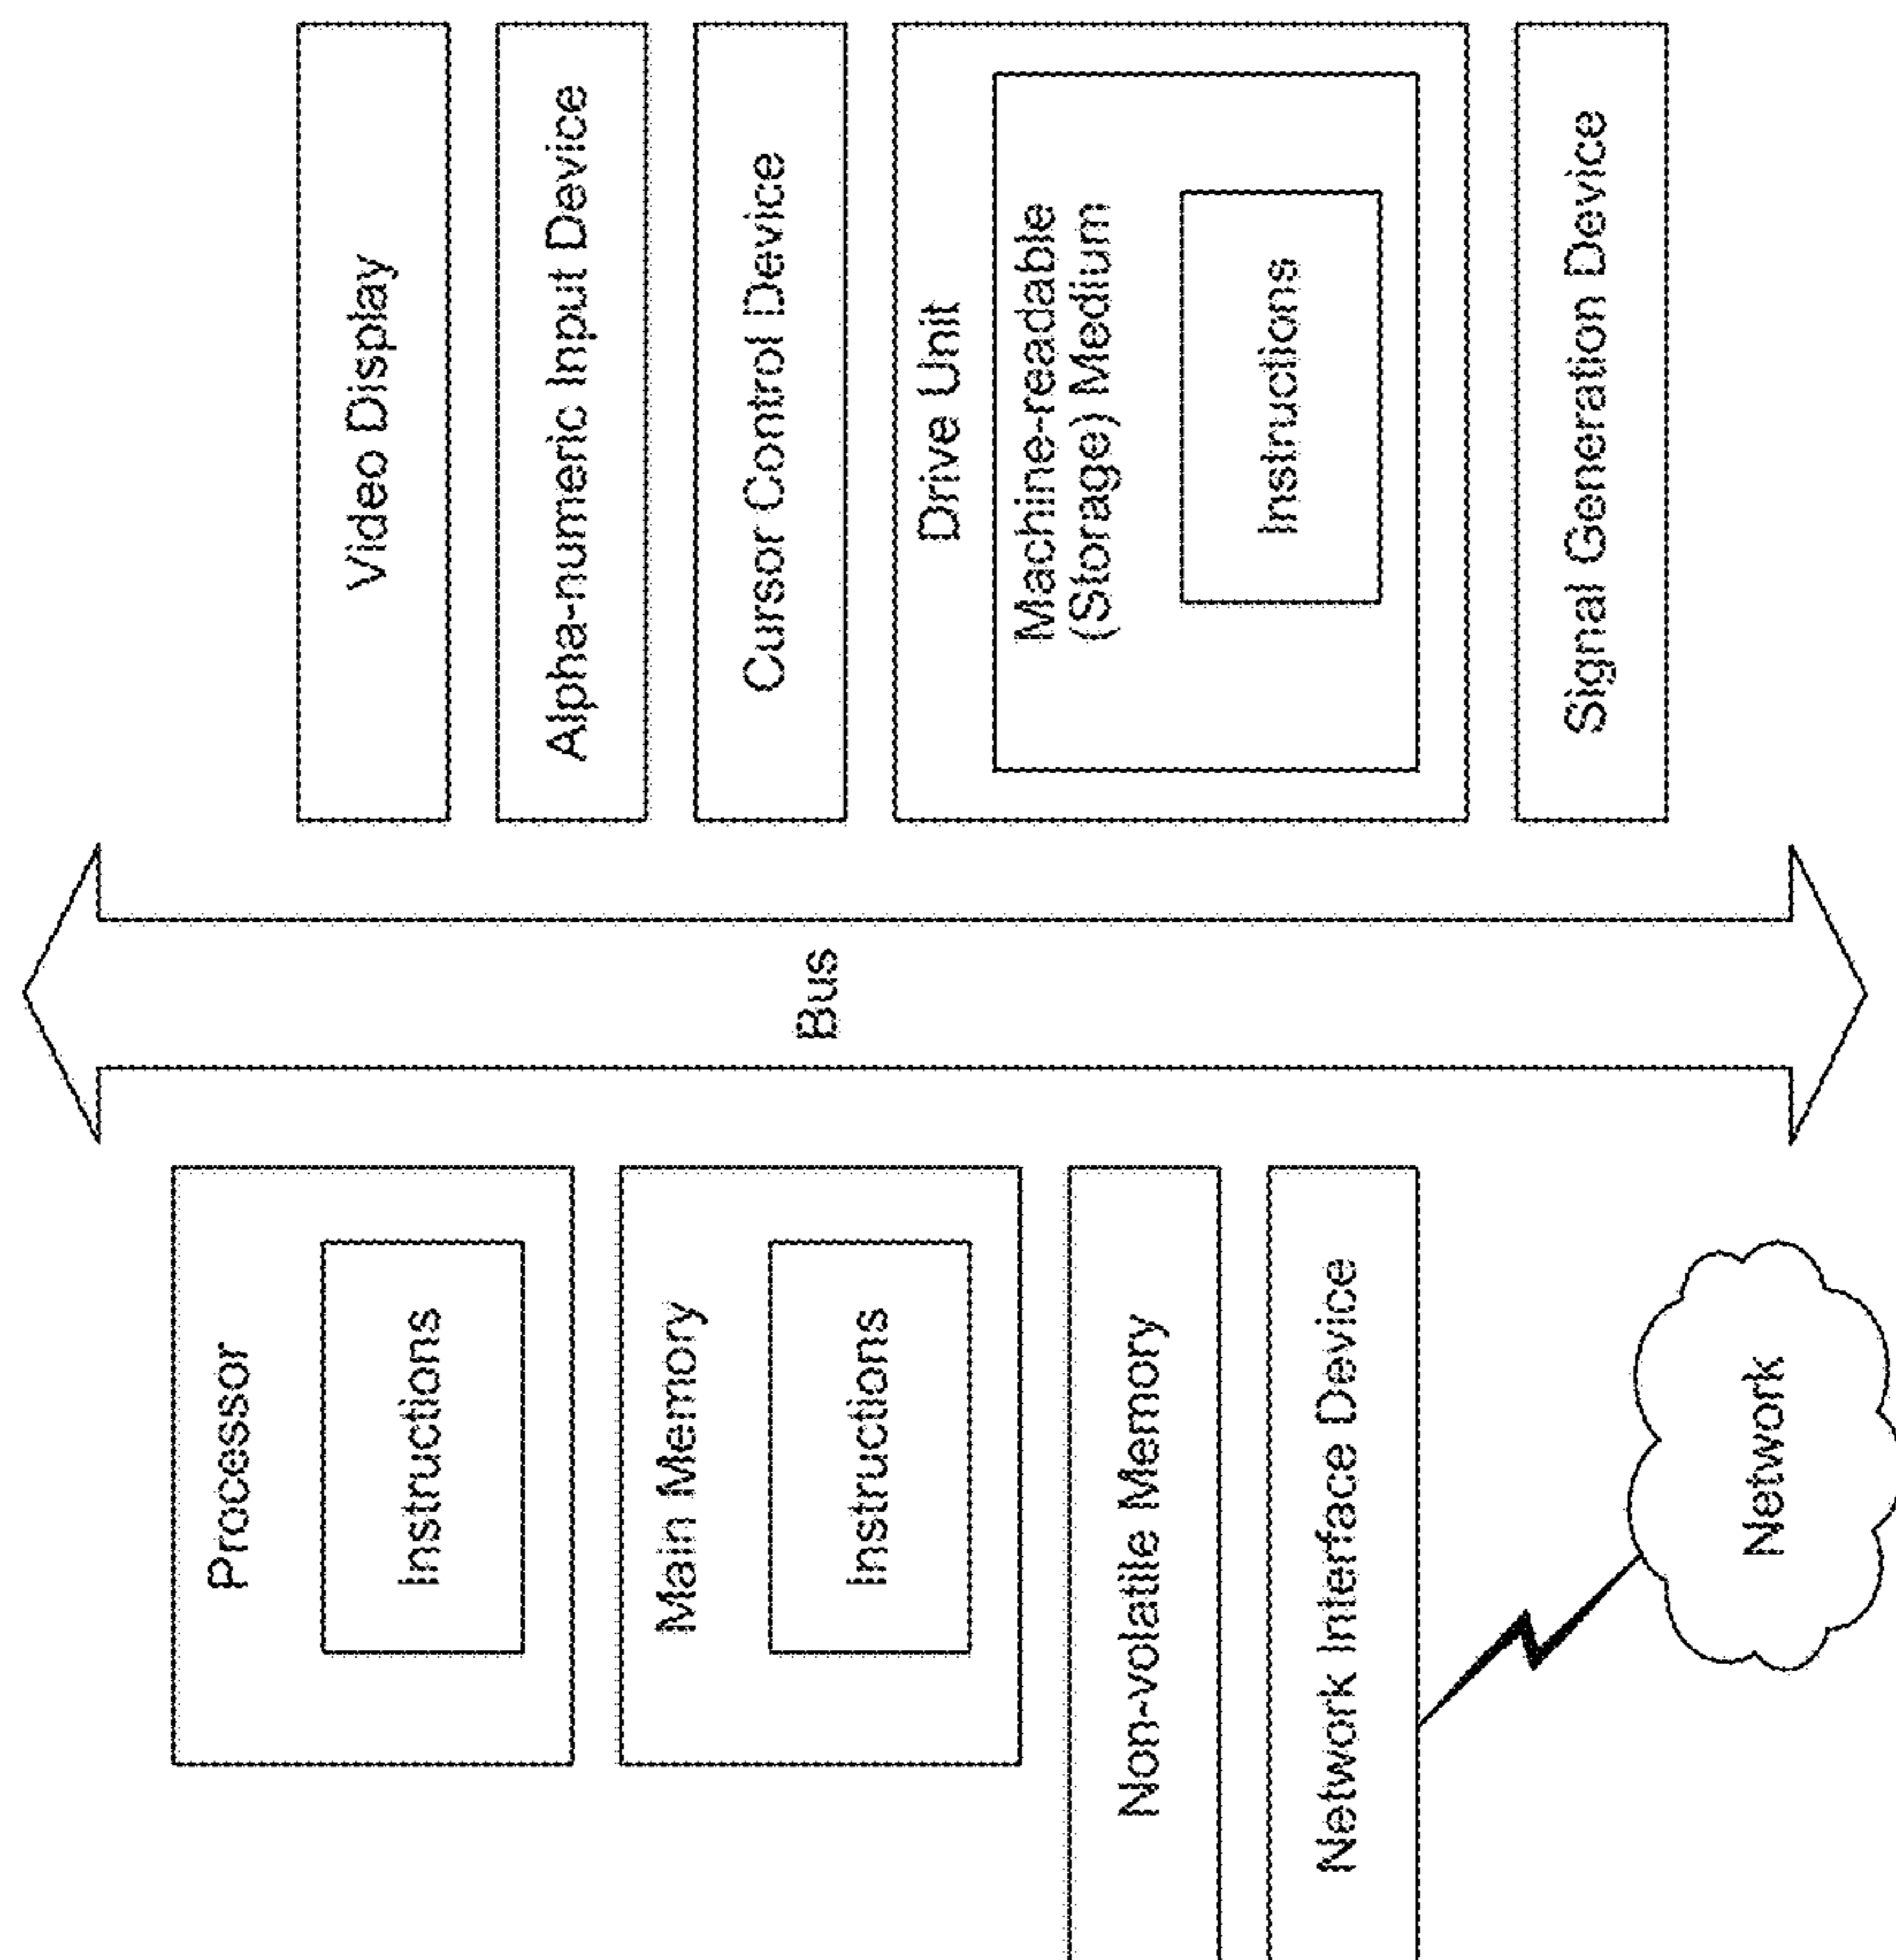 Processor
Instructions
Main Memory
Instructions
Non-volatile Memory
Network Interface Device
Network
Bus
Video Display
Alpha-numeric Input Device
Cursor Control Device
Drive Unit
Machine-readable
(Storage) Medium
Instructions
Signal Generation Device